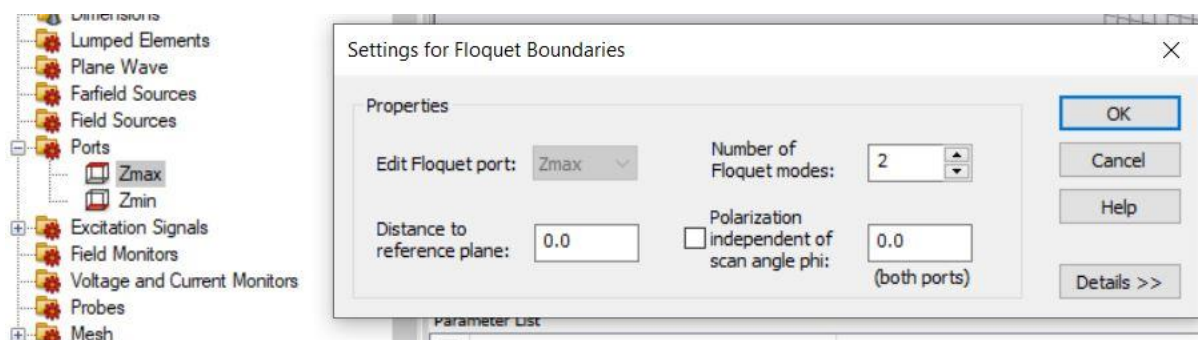 Dimensions
Lumped Elements
Plane Wave
Farfield Sources
Field Sources
Ports
Zmax
Zmin
Excitation Signals
Field Monitors
Voltage and Current Monitors
Probes
Mesh
Settings for Floquet Boundaries
Properties
Edit Floquet port:
Zmax
Number of
Floquet modes:
2
Distance to
reference plane:
0.0
Polarization
independent of
scan angle phi:
0.0
(both ports)
OK
Cancel
Help
Details >>
Parameter List